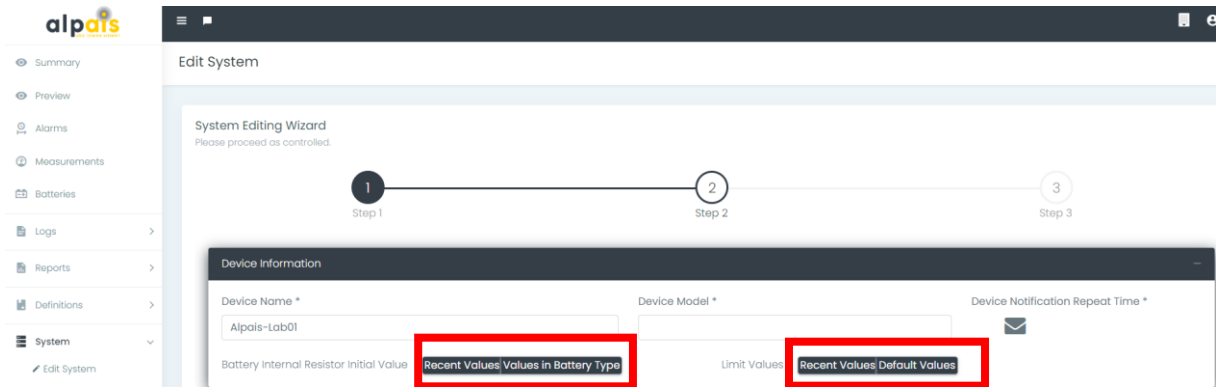 alpais
Edit System
Summary
Preview
Alarms
Measurements
Batteries
Logs
Reports
Definitions
System
Edit System
System Editing Wizard
Please proceed as controlled.
1
2
3
Step 1
Step 2
Step 3
Device Information
Device Name *
Device Model *
Device Notification Repeat Time *
Alpais-Lab01
Battery Internal Resistor Initial Value Recent Values Values in Battery Type Limit Values Recent Values Default Values